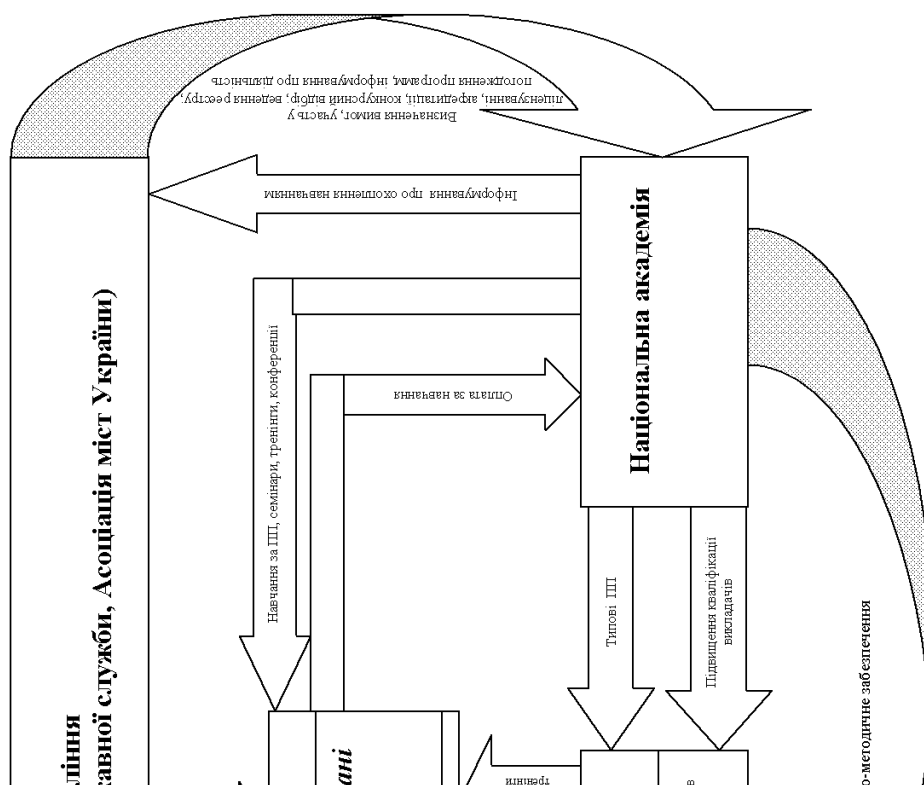 Визначення вимог, участь у
ліцензуванні, акредитації, конкурсний відбір, ведення реєстру,
погодження програм, інформування про діяльність
Інформування про охоплення навчанням
Національна академія
Навчання за ПП, семінари, тренінги, конференції
Оплата за навчання
Типові ПП
Підвищення кваліфікації
викладачів
о-методичне забезпечення
ління
авної служби, Асоціація міст України)
ані
тренінги
в